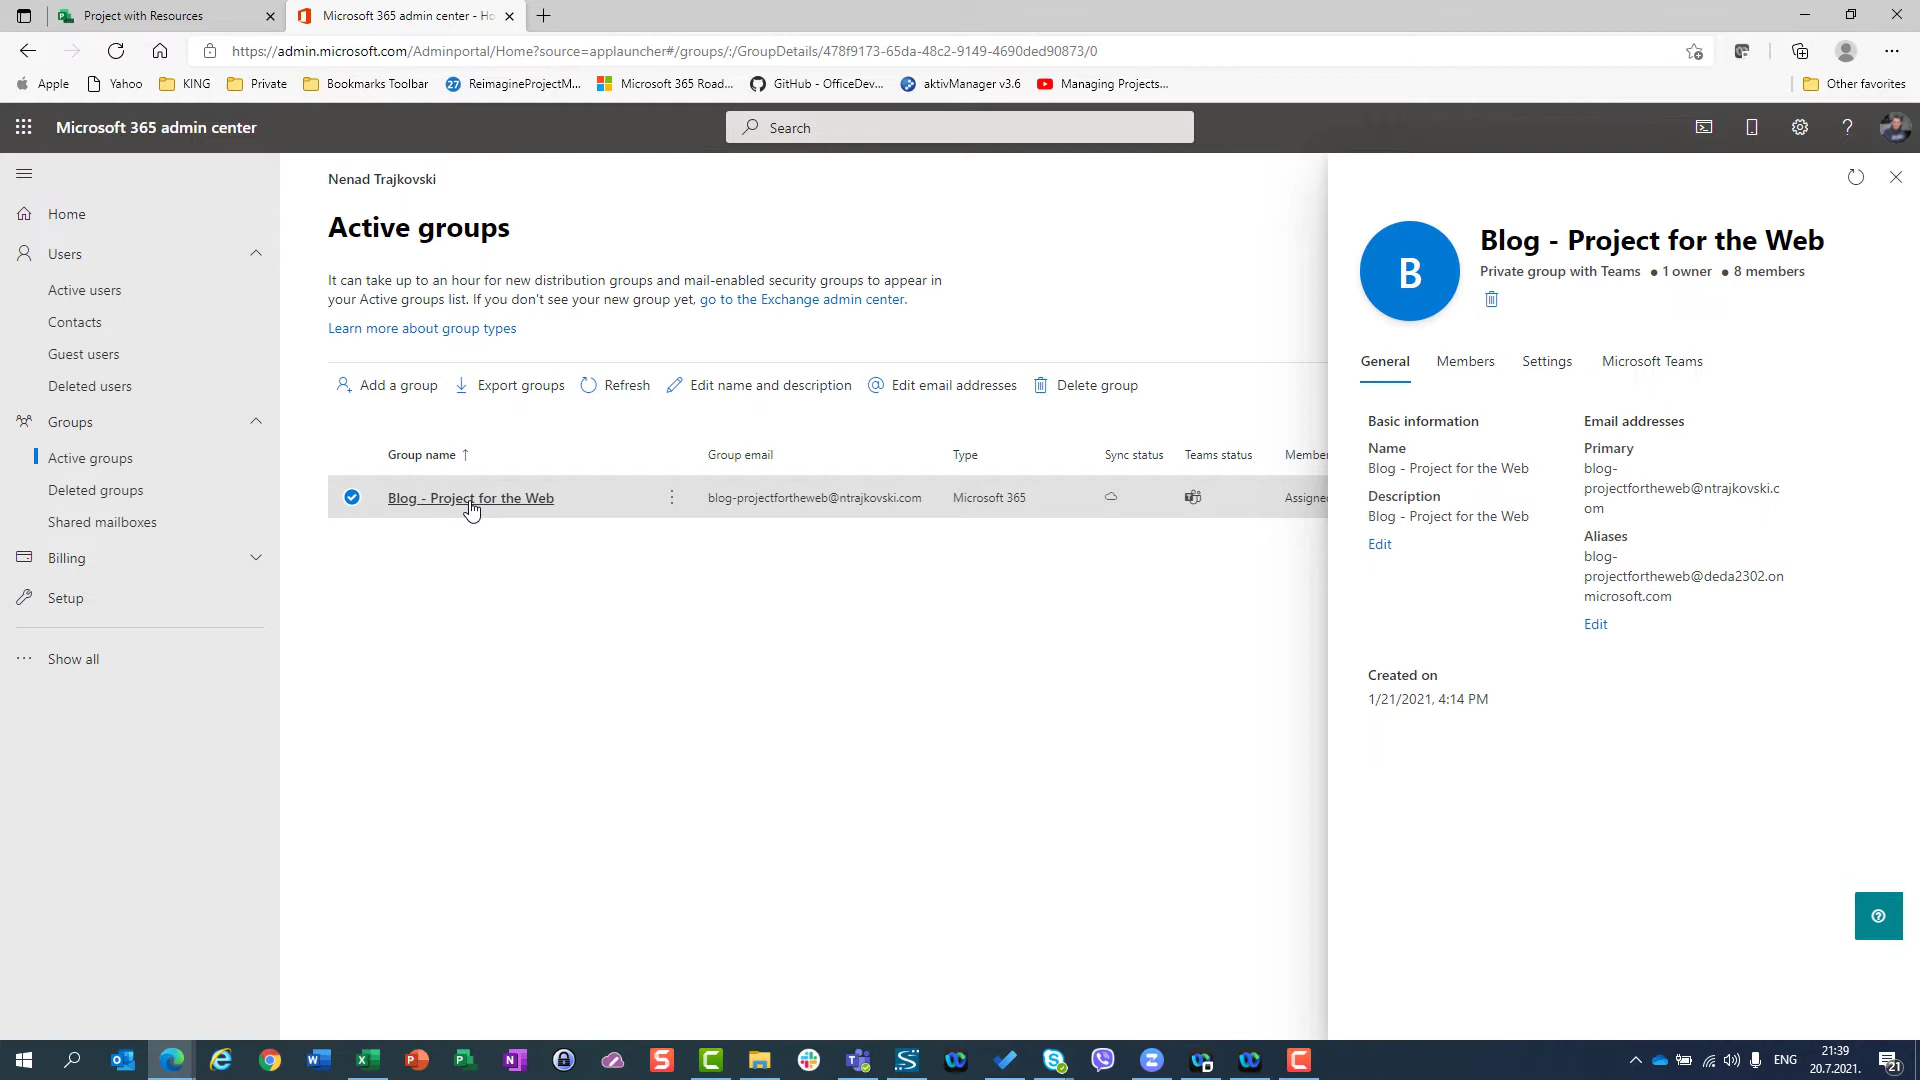 Project with Resources
Microsoft 365 admin center - Ho
https://admin.microsoft.com/Adminportal/Home?source=applauncher#/groups/:/GroupDetails/478f9173-65da-48c2-9149-4690ded90873/0
Apple
Yahoo
KING
Private
Bookmarks Toolbar
27
ReimagineProjectM...
Microsoft 365 Road...
GitHub - OfficeDev...
aktivManager v3.6
Managing Projects...
Other favorites
Microsoft 365 admin center
Search
Home
Users
Active users
Contacts
Guest users
Deleted users
Groups
Active groups
Deleted groups
Shared mailboxes
Billing
Setup
Show all
Nenad Trajkovski
Active groups
It can take up to an hour for new distribution groups and mail-enabled security groups to appear in
your Active groups list. If you don't see your new group yet, go to the Exchange admin center.
Learn more about group types
Add a group
Export groups
Refresh
Edit name and description
Edit email addresses
Delete group
Group name ↑
Group email
Type
Sync status
Teams status
Member
Blog - Project for the Web
blog-projectfortheweb@ntrajkovski.com
Microsoft 365
Assigned
B
Blog - Project for the Web
Private group with Teams ● 1 owner ● 8 members
General
Members
Settings
Microsoft Teams
Basic information
Name
Blog - Project for the Web
Description
Blog - Project for the Web
Edit
Email addresses
Primary
blog-
projectfortheweb@ntrajkovski.c
om
Aliases
blog-
projectfortheweb@deda2302.on
microsoft.com
Edit
Created on
1/21/2021, 4:14 PM
ENG
21:39
20.7.2021.
21